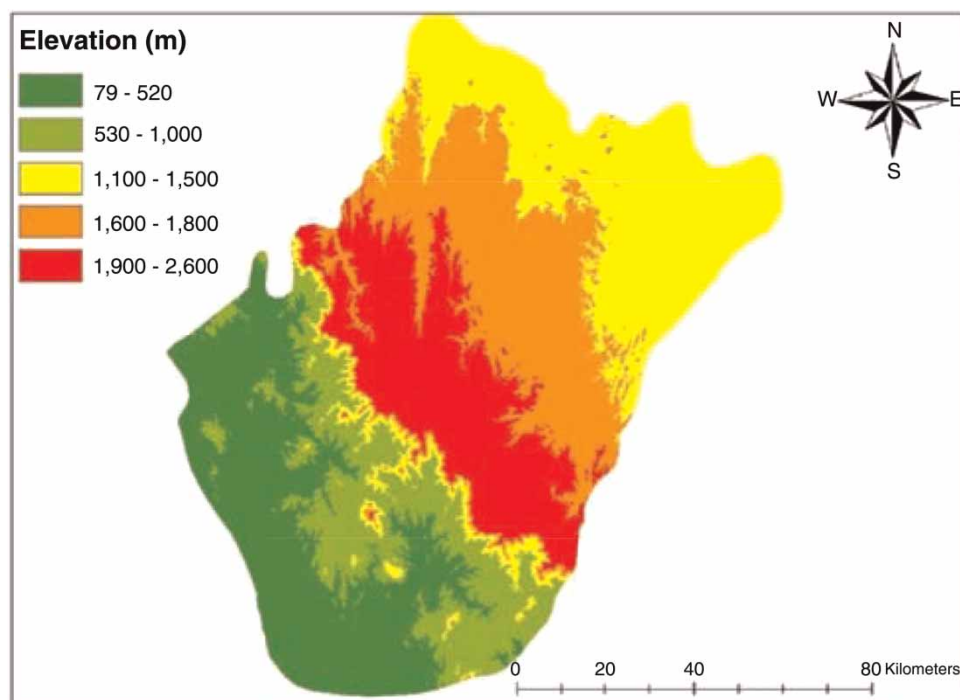 Elevation (m)
79 - 520
530 - 1,000
1,100 - 1,500
1,600 - 1,800
1,900 - 2,600
N
W E
S
0 20 40 80 Kilometers